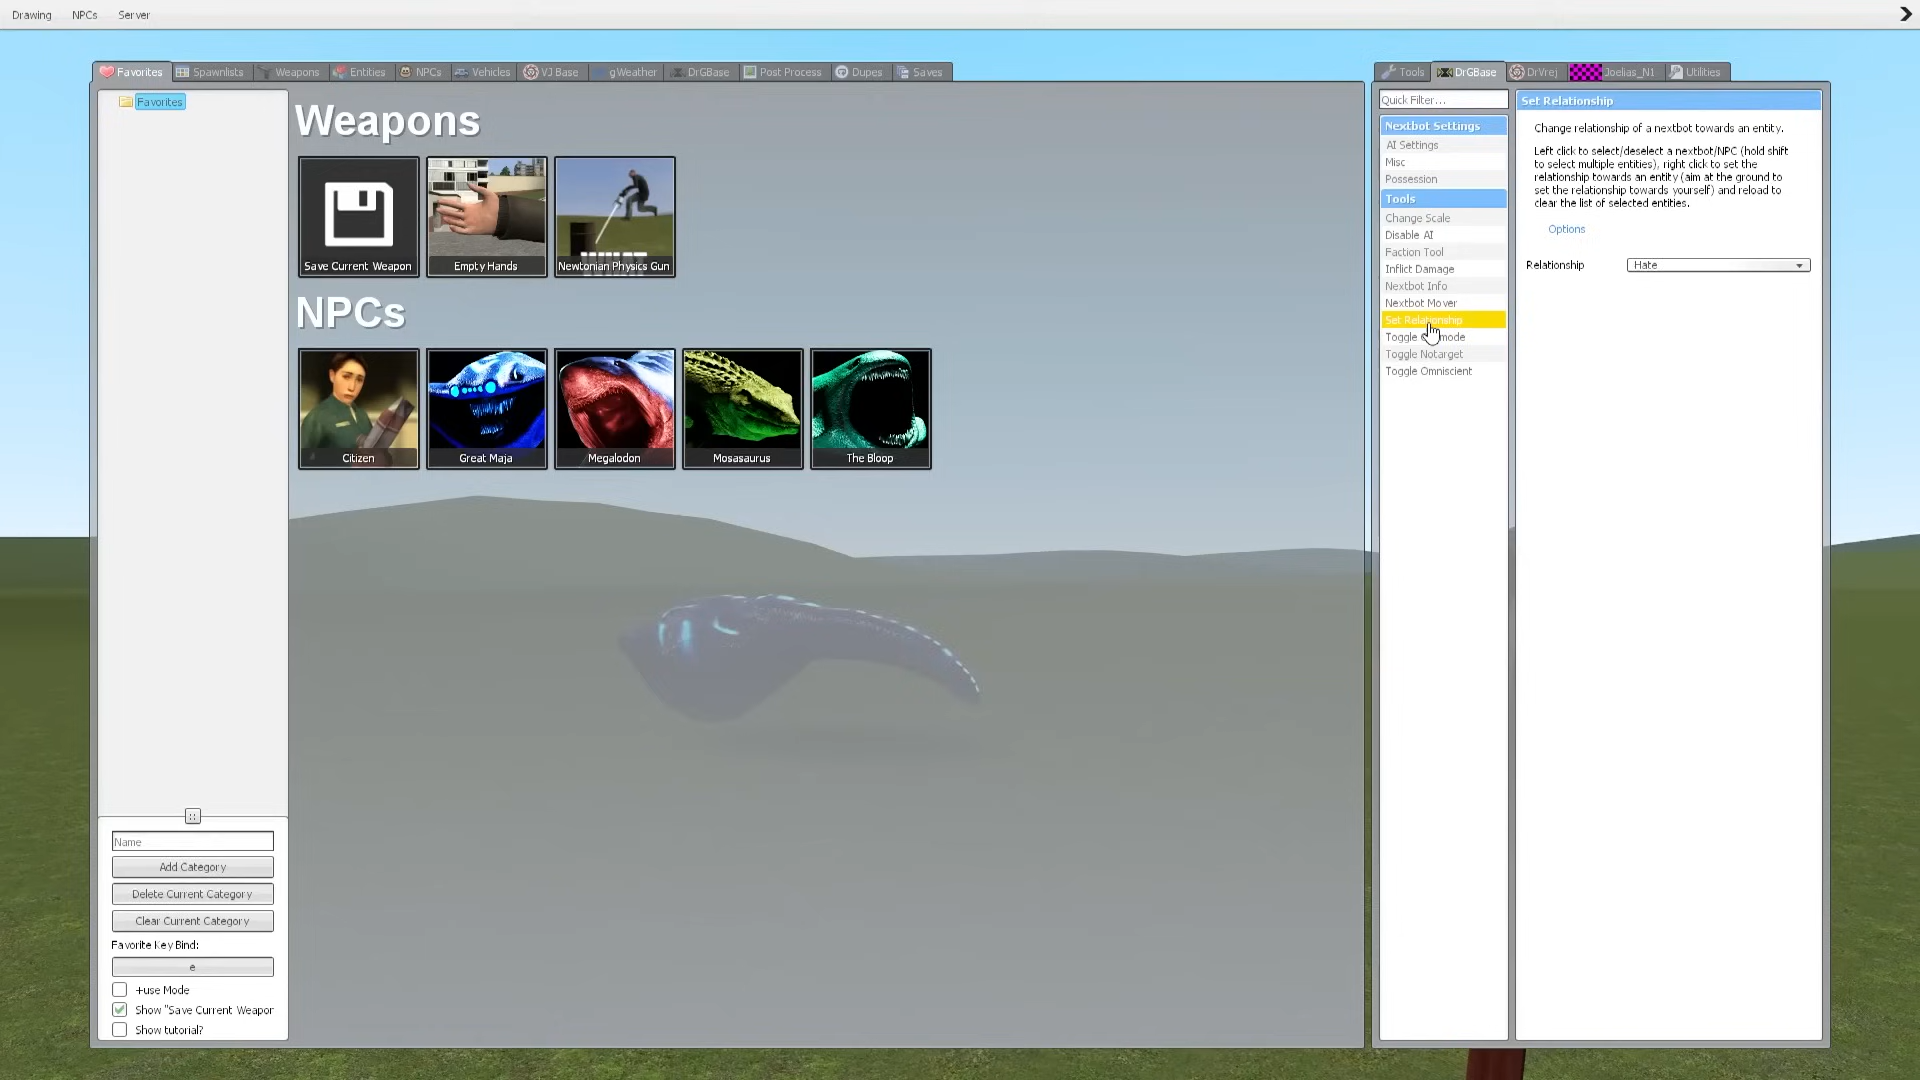 Drawing NPCs Server
Favorites Spawnlists Weapons Entities NPCs Vehicles VJ Base gWeather DrGBase Post Process Dupes Saves
Favorites
Weapons
Save Current Weapon Empty Hands Newtonian Physics Gun
NPCs
Citizen Great Maja Megalodon Mosasaurus The Bloop
Name
Add Category
Delete Current Category
Clear Current Category
Favorite Key Bind:
e
+use Mode
Show "Save Current Weapor
Show tutorial?
Tools DrGBase DrVrej Joelias_N1 Utilities
Quick Filter...
Nextbot Settings
AI Settings
Misc
Possession
Tools
Change Scale
Disable AI
Faction Tool
Inflict Damage
Nextbot Info
Nextbot Mover
Set Relationship
Toggle mode
Toggle Notarget
Toggle Omniscient
Set Relationship
Change relationship of a nextbot towards an entity.
Left click to select/deselect a nextbot/NPC (hold shift
to select multiple entities), right click to set the
relationship towards an entity (aim at the ground to
set the relationship towards yourself) and reload to
clear the list of selected entities.
Options
Relationship Hate